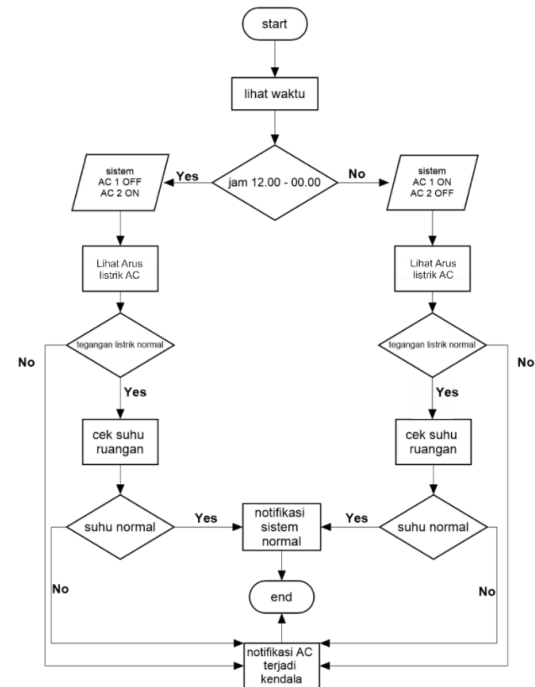 start
lihat waktu
jam 12.00 - 00.00
Yes
No
sistem
AC 1 OFF
AC 2 ON
sistem
AC 1 ON
AC 2 OFF
Lihat Arus
listrik AC
Lihat Arus
listrik AC
tegangan listrik normal
tegangan listrik normal
No
No
Yes
Yes
cek suhu
ruangan
cek suhu
ruangan
suhu normal
Yes
notifikasi
sistem
normal
Yes
suhu normal
No
end
No
notifikasi AC
terjadi
kendala